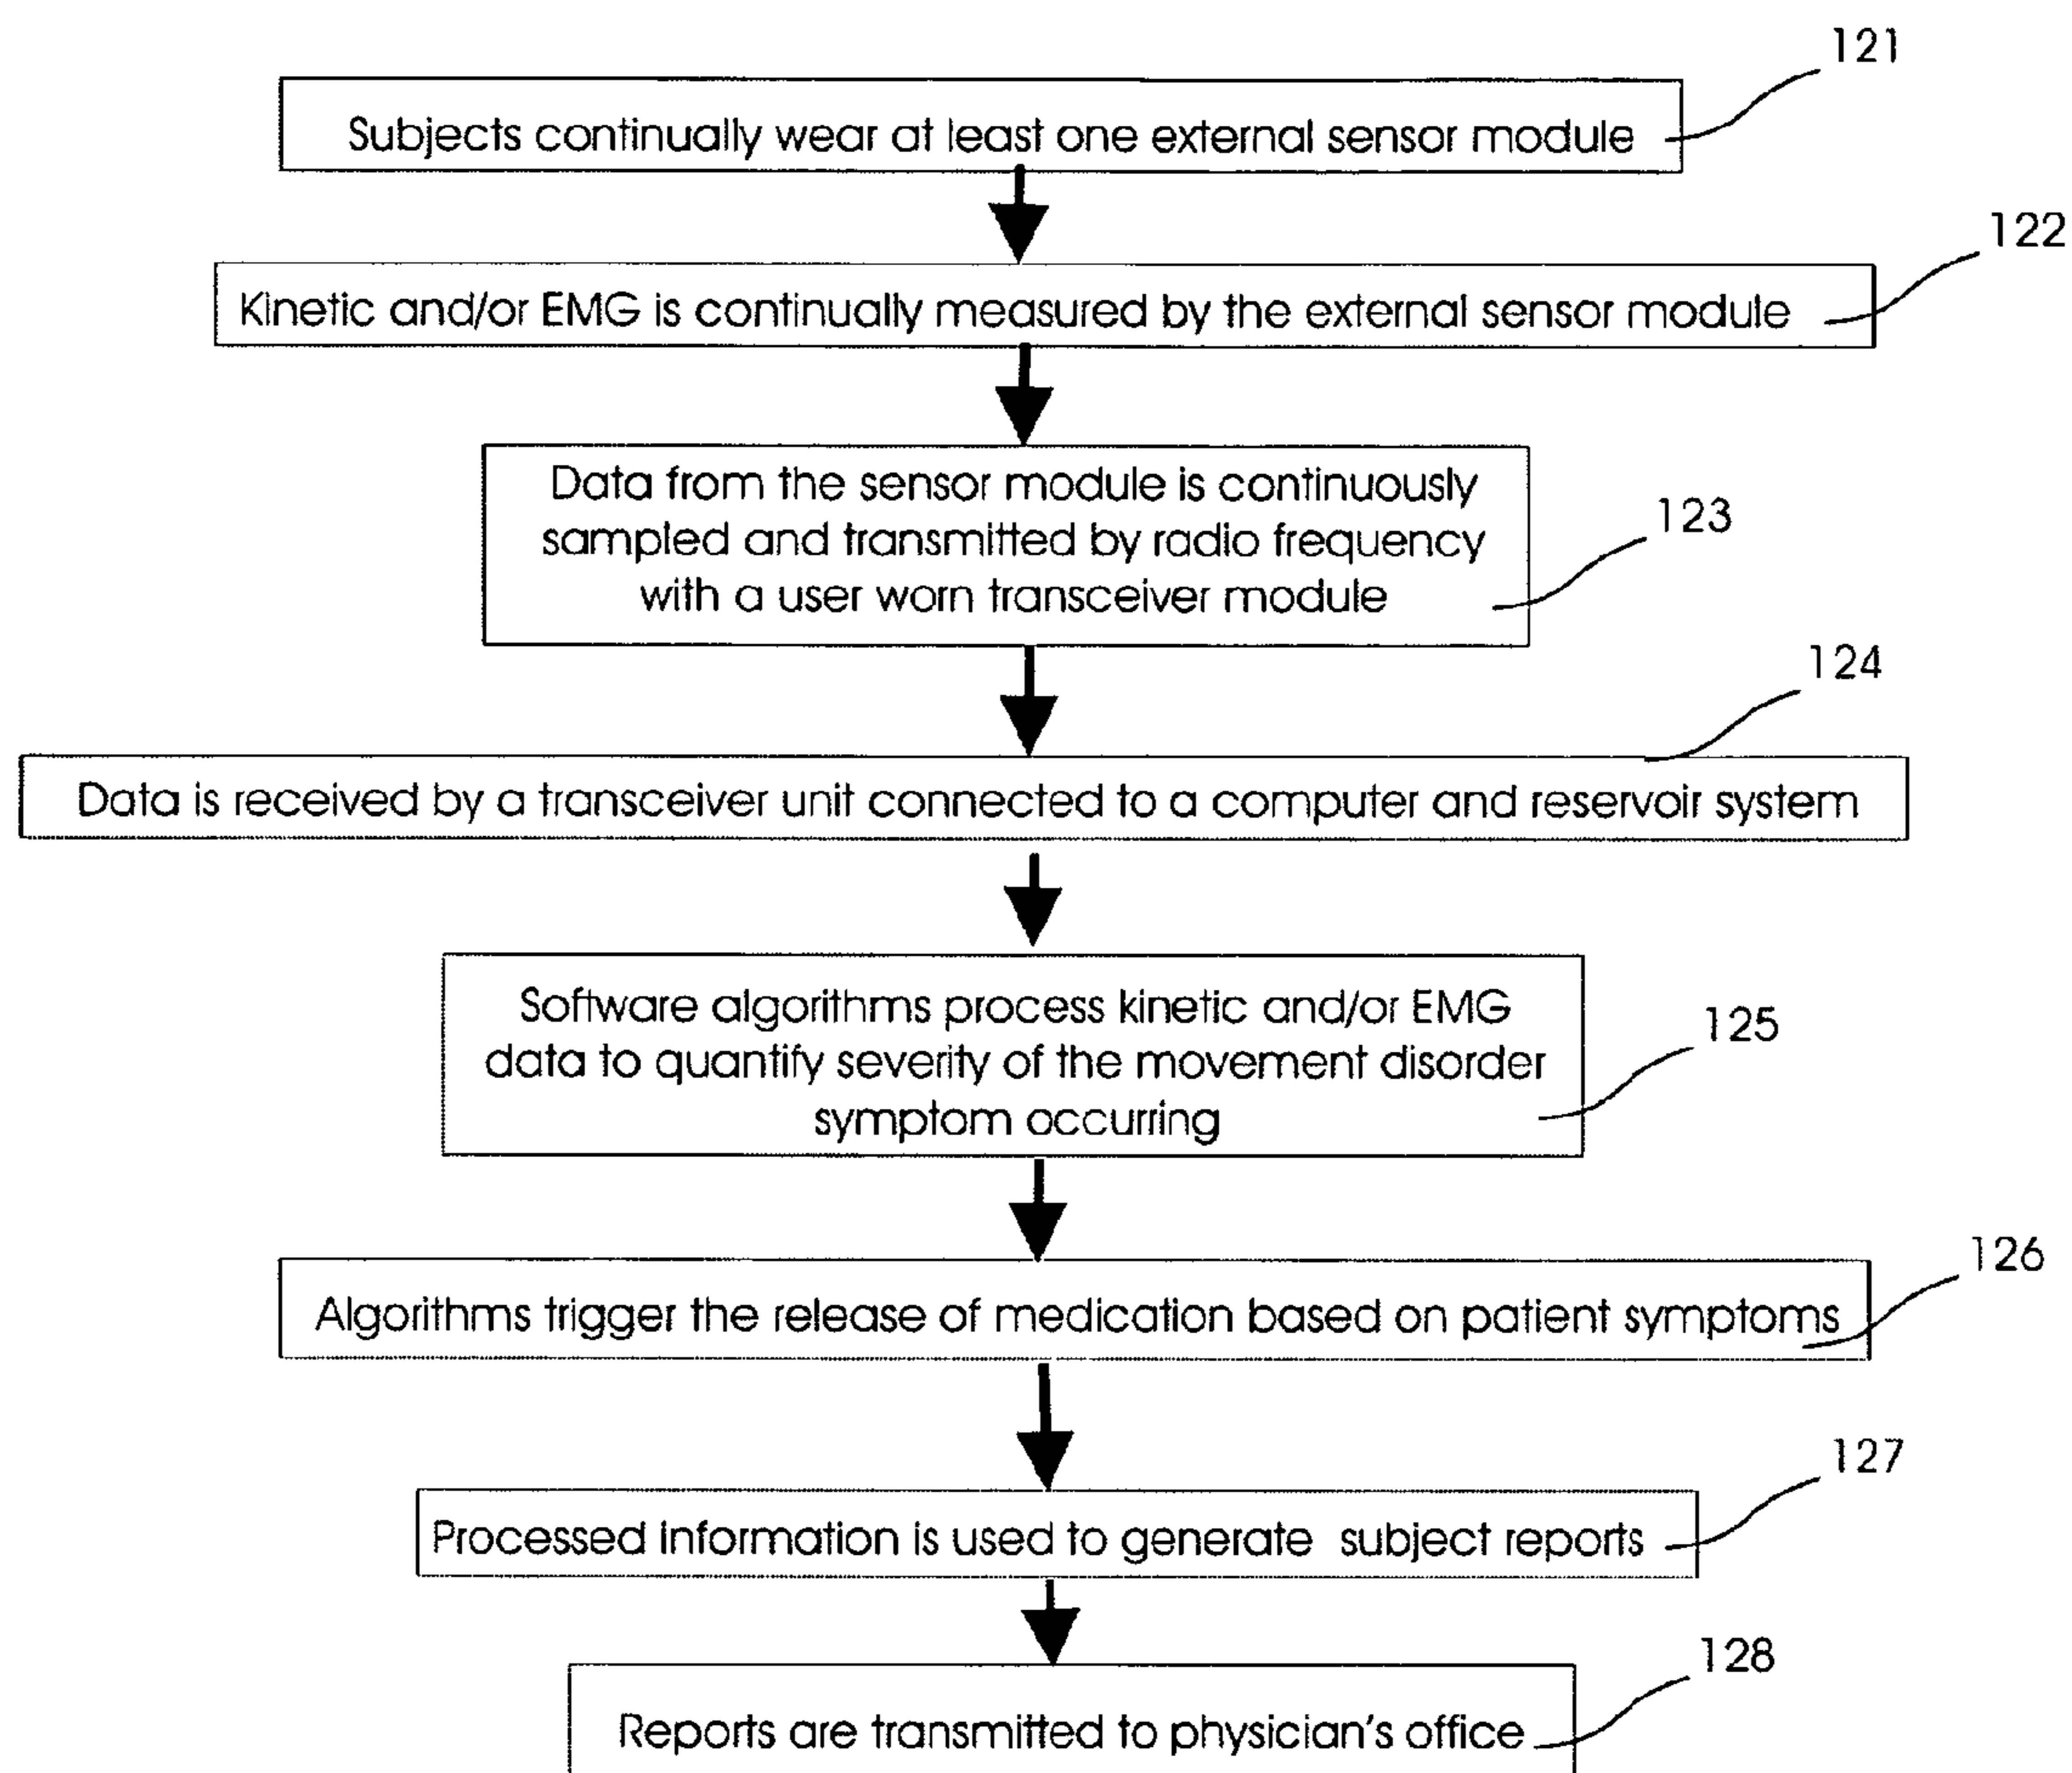 121
Subjects continually wear at least one external sensor module
122
Kinetic and/or EMG is continually measured by the external sensor module
Data from the sensor module is continuously
sampled and transmitted by radio frequency
with a user worn transceiver module
123
124
Data is received by a transceiver unit connected to a computer and reservoir system
Software algorithms process kinetic and/or EMG
data to quantify severity of the movement disorder
symptom occurring
125
126
Algorithms trigger the release of medication based on patient symptoms
127
Processed information is used to generate subject reports
128
Reports are transmitted to physician's office